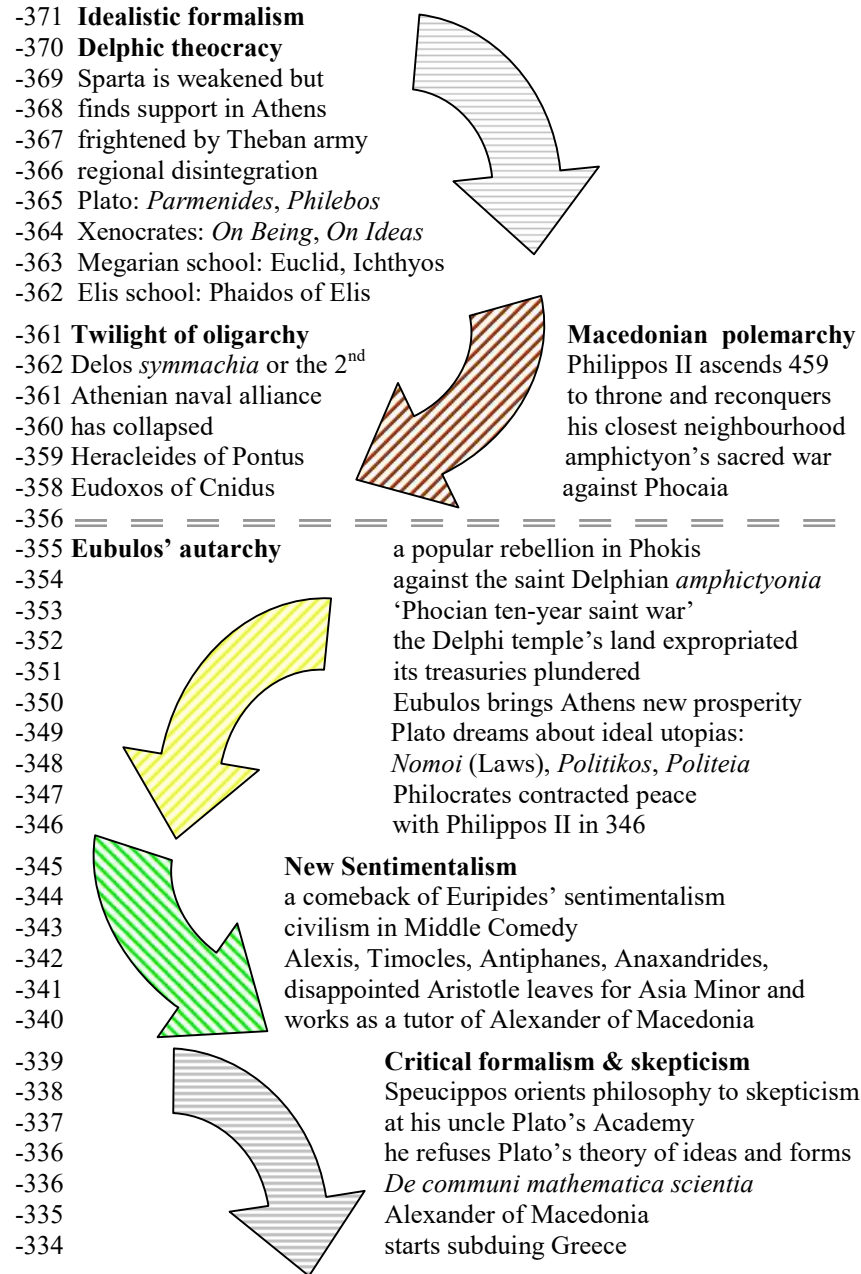 -371 Idealistic formalism
-370 Delphic theocracy
-369 Sparta is weakened but
-368 finds support in Athens
-367 frightened by Theban army
-366 regional disintegration
-365 Plato: Parmenides, Philebos
-364 Xenocrates: On Being, On Ideas
-363 Megarian school: Euclid, Ichthyos
-362 Elis school: Phaidos of Elis
-361 Twilight of oligarchy Macedonian polemarchy
-362 Delos symmachia or the 2nd Philippos II ascends 459
-361 Athenian naval alliance to throne and reconquers
-360 has collapsed his closest neighbourhood
-359 Heracleides of Pontus amphictyon’s sacred war
-358 Eudoxos of Cnidus against Phocaia
-356
-355 Eubulos’ autarchy a popular rebellion in Phokis
-354 against the saint Delphian amphictyonia
-353 ‘Phocian ten-year saint war’
-352 the Delphi temple’s land expropriated
-351 its treasuries plundered
-350 Eubulos brings Athens new prosperity
-349 Plato dreams about ideal utopias:
-348 Nomoi (Laws), Politikos, Politeia
-347 Philocrates contracted peace
-346 with Philippos II in 346
-345 New Sentimentalism
-344 a comeback of Euripides’ sentimentalism
-343 civilism in Middle Comedy
-342 Alexis, Timocles, Antiphanes, Anaxandrides,
-341 disappointed Aristotle leaves for Asia Minor and
-340 works as a tutor of Alexander of Macedonia
-339 Critical formalism & skepticism
-338 Speucippos orients philosophy to skepticism
-337 at his uncle Plato’s Academy
-336 he refuses Plato’s theory of ideas and forms
-336 De communi mathematica scientia
-335 Alexander of Macedonia
-334 starts subduing Greece